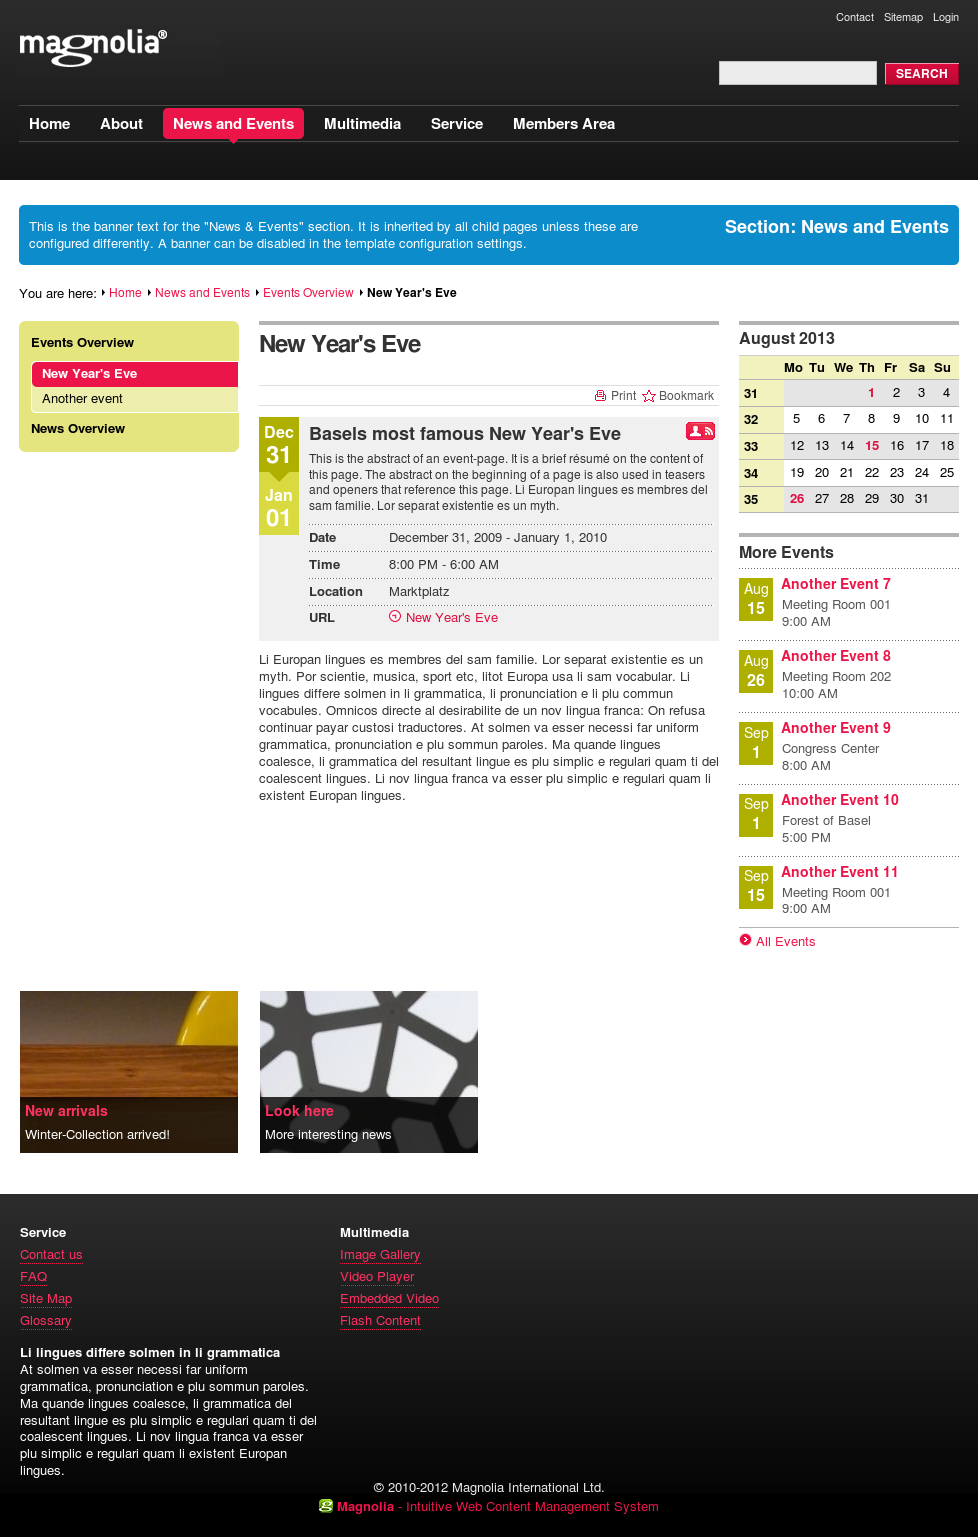 Contact Sitemap Login
magnolia®
SEARCH
Home About News and Events Multimedia Service Members Area
This is the banner text for the "News & Events" section. It is inherited by all child pages unless these are
configured differently. A banner can be disabled in the template configuration settings.
Section: News and Events
You are here: Home News and Events Events Overview New Year's Eve
Events Overview
New Year's Eve
Another event
News Overview
New Year's Eve
Print Bookmark
Dec
31
Jan
01
Basels most famous New Year's Eve
This is the abstract of an event-page. It is a brief résumé on the content of
this page. The abstract on the beginning of a page is also used in teasers
and openers that reference this page. Li Europan lingues es membres del
sam familie. Lor separat existentie es un myth.
Date December 31, 2009 - January 1, 2010
Time 8:00 PM - 6:00 AM
Location Marktplatz
URL New Year's Eve
Li Europan lingues es membres del sam familie. Lor separat existentie es un
myth. Por scientie, musica, sport etc, litot Europa usa li sam vocabular. Li
lingues differe solmen in li grammatica, li pronunciation e li plu commun
vocabules. Omnicos directe al desirabilite de un nov lingua franca: On refusa
continuar payar custosi traductores. At solmen va esser necessi far uniform
grammatica, pronunciation e plu sommun paroles. Ma quande lingues
coalesce, li grammatica del resultant lingue es plu simplic e regulari quam ti del
coalescent lingues. Li nov lingua franca va esser plu simplic e regulari quam li
existent Europan lingues.
August 2013
Mo Tu We Th Fr Sa Su
31 1 2 3 4
32 5 6 7 8 9 10 11
33 12 13 14 15 16 17 18
34 19 20 21 22 23 24 25
35 26 27 28 29 30 31
More Events
Aug
15
Another Event 7
Meeting Room 001
9:00 AM
Aug
26
Another Event 8
Meeting Room 202
10:00 AM
Sep
1
Another Event 9
Congress Center
8:00 AM
Sep
1
Another Event 10
Forest of Basel
5:00 PM
Sep
15
Another Event 11
Meeting Room 001
9:00 AM
All Events
New arrivals
Winter-Collection arrived!
Look here
More interesting news
Service
Contact us
FAQ
Site Map
Glossary
Multimedia
Image Gallery
Video Player
Embedded Video
Flash Content
Li lingues differe solmen in li grammatica
At solmen va esser necessi far uniform
grammatica, pronunciation e plu sommun paroles.
Ma quande lingues coalesce, li grammatica del
resultant lingue es plu simplic e regulari quam ti del
coalescent lingues. Li nov lingua franca va esser
plu simplic e regulari quam li existent Europan
lingues.
© 2010-2012 Magnolia International Ltd.
Magnolia - Intuitive Web Content Management System